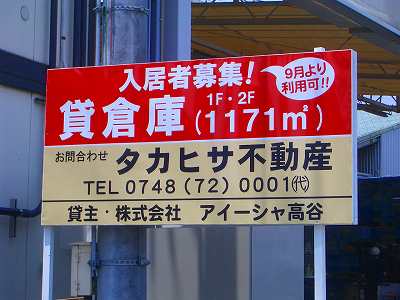 入居者募集!
9月より
利用可!!
貸倉庫 1F・2F (1171㎡)
お問合わせ タカヒサ不動産
TEL 0748 (72) 0001㈹
貸主・株式会社 アイーシャ高谷